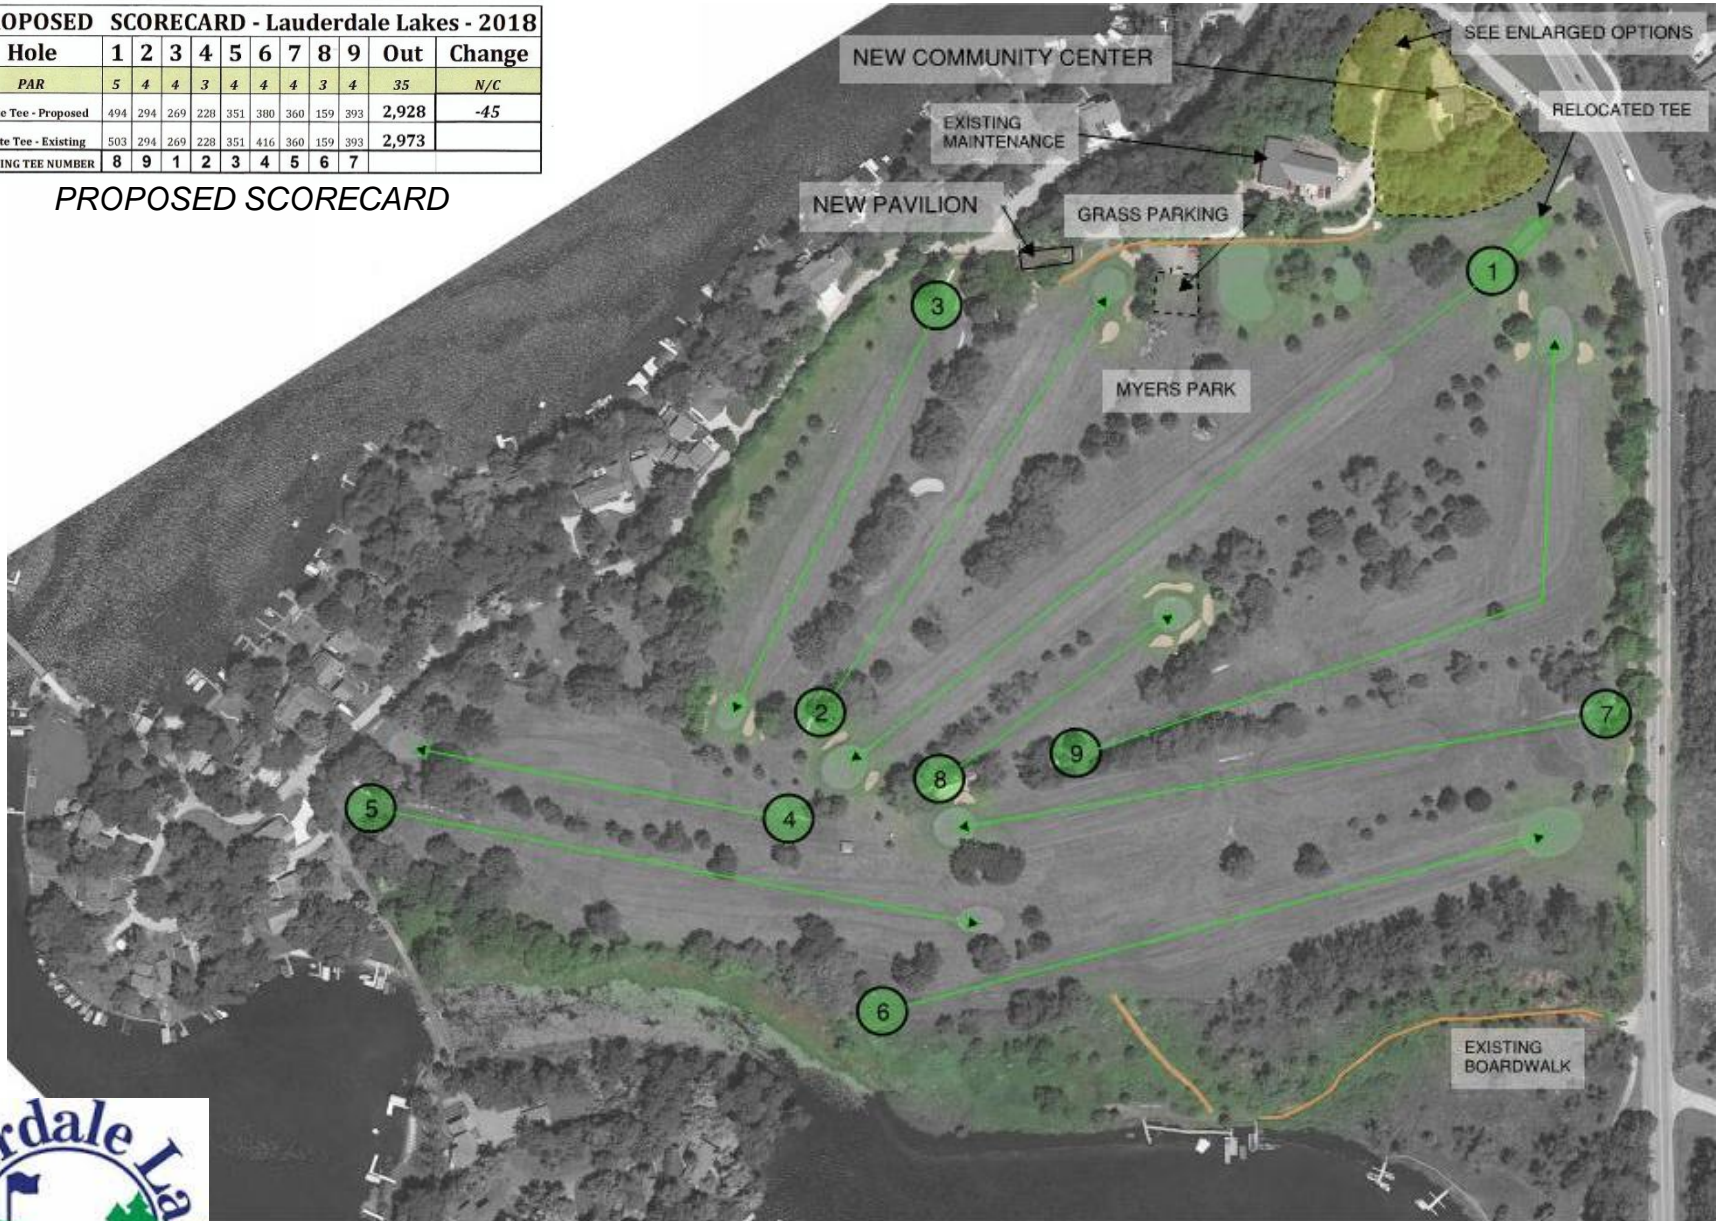 OPOSED SCORECARD - Lauderdale Lakes - 2018
Hole 1 2 3 4 5 6 7 8 9 Out Change
PAR 5 4 4 3 4 4 4 3 4 35 N/C
e Tee - Proposed 494 294 269 228 351 380 360 159 393 2,928 -45
te Tee - Existing 503 294 269 228 351 416 360 159 393 2,973
ING TEE NUMBER 8 9 1 2 3 4 5 6 7
PROPOSED SCORECARD
SEE ENLARGED OPTIONS
NEW COMMUNITY CENTER
RELOCATED TEE
EXISTING
MAINTENANCE
NEW PAVILION
GRASS PARKING
1
3
MYERS PARK
2
7
9
8
5
4
6
EXISTING
BOARDWALK
rdale La